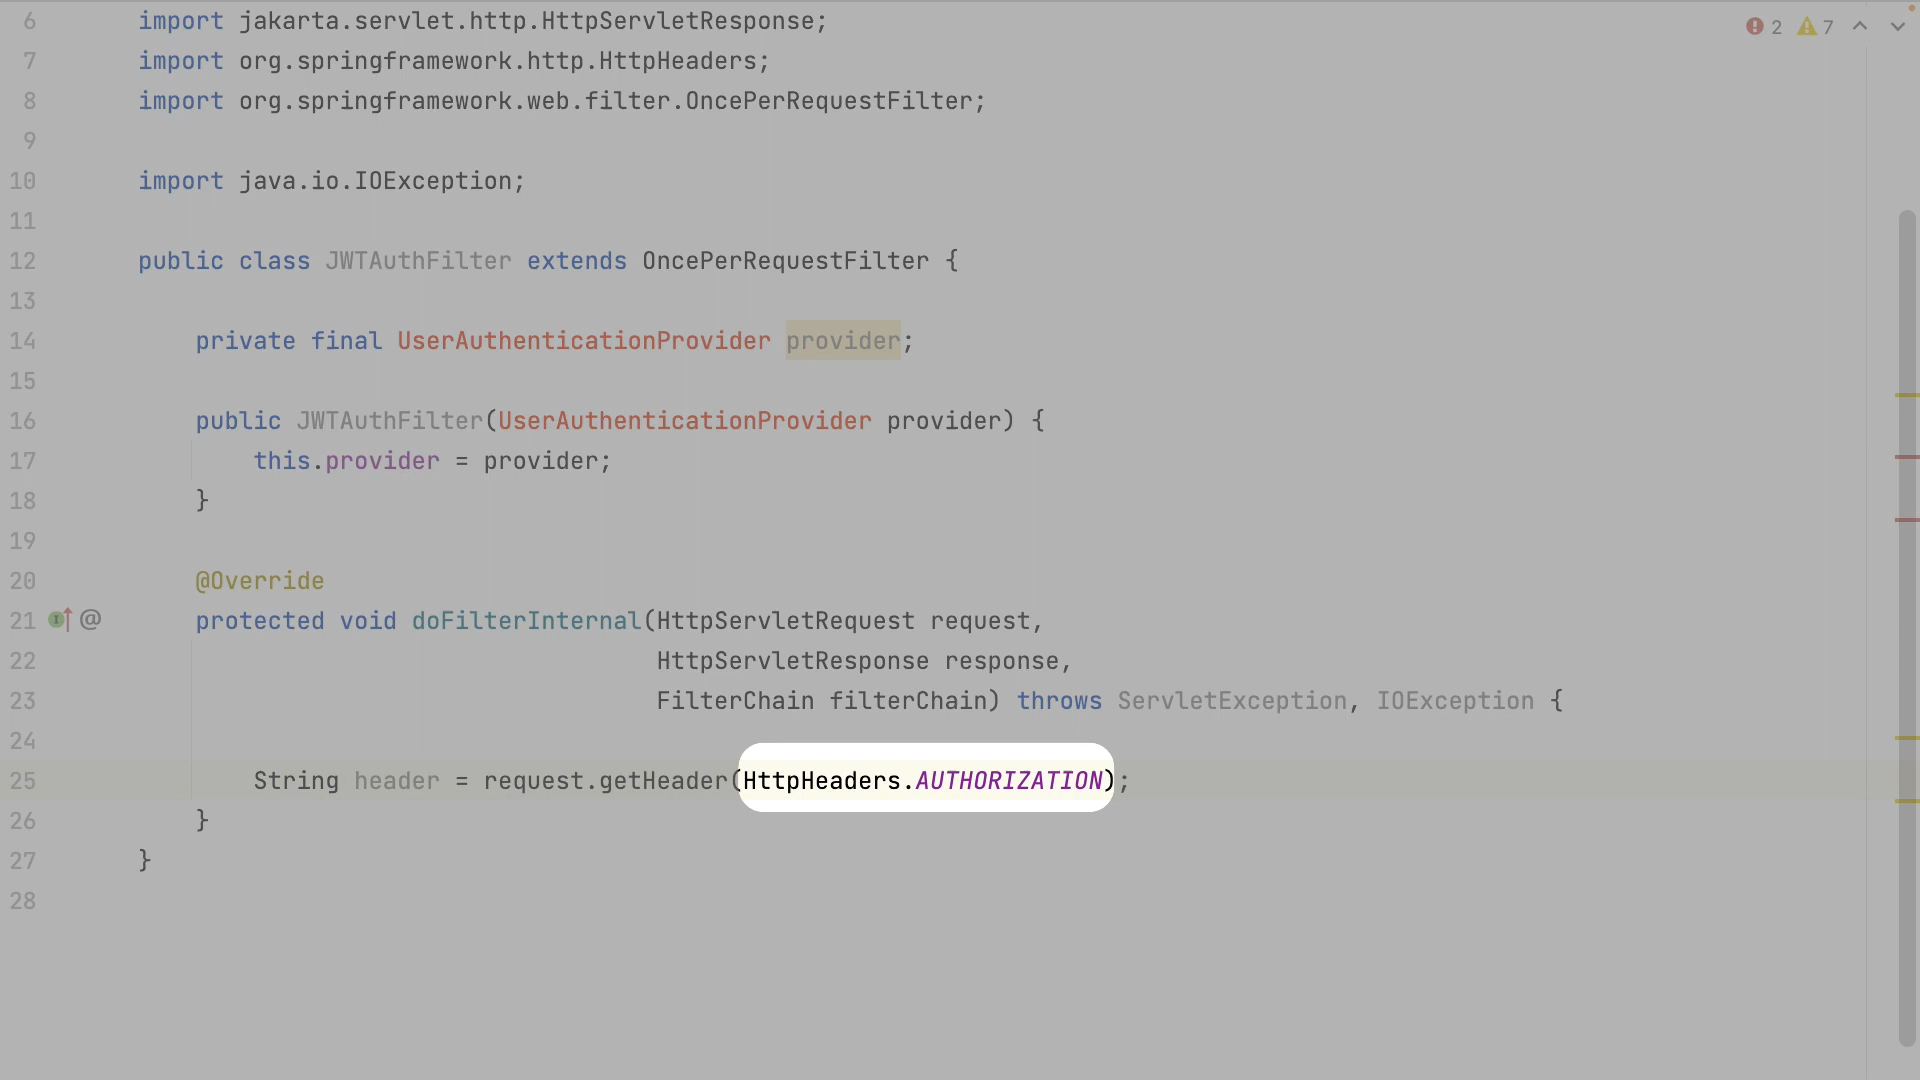 6 import jakarta.servlet.http.HttpServletResponse;
7 import org.springframework.http.HttpHeaders;
8 import org.springframework.web.filter.OncePerRequestFilter;
9
10 import java.io.IOException;
11
12 public class JWTAuthFilter extends OncePerRequestFilter {
13
14 private final UserAuthenticationProvider provider;
15
16 public JWTAuthFilter(UserAuthenticationProvider provider) {
17 this.provider = provider;
18 }
19
20 @Override
21 @ protected void doFilterInternal(HttpServletRequest request,
22 HttpServletResponse response,
23 FilterChain filterChain) throws ServletException, IOException {
24
25 String header = request.getHeader(HttpHeaders.AUTHORIZATION);
26 }
27 }
28
2 7